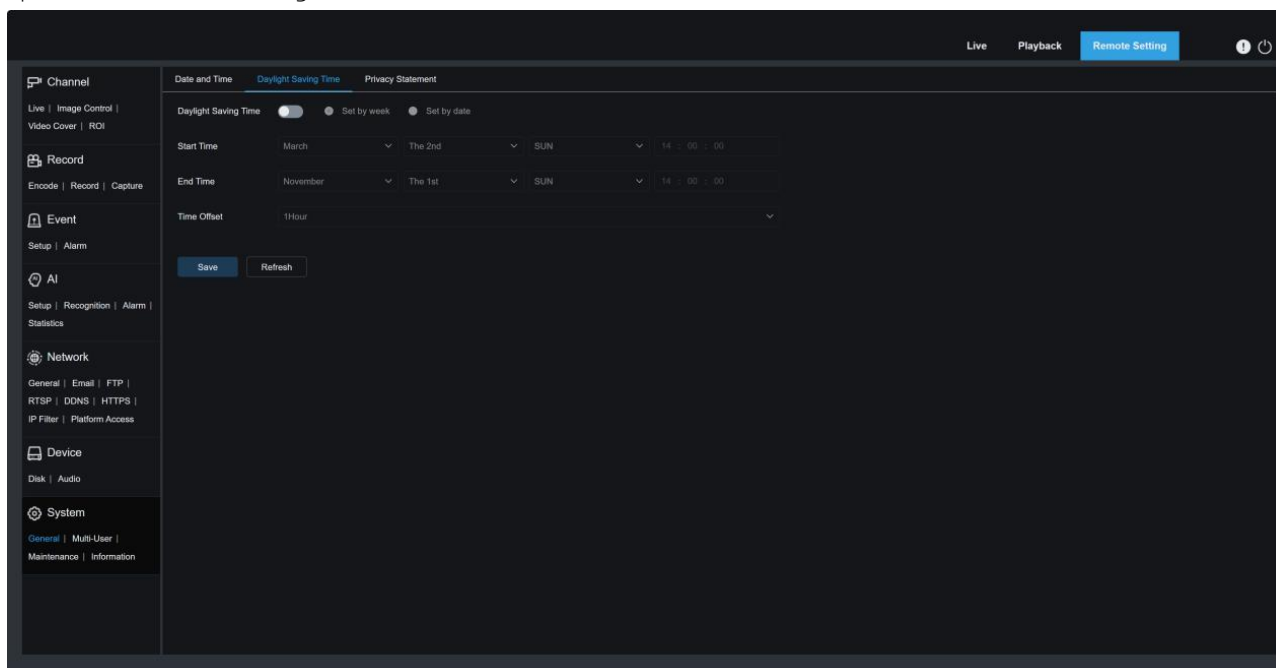 Live Playback Remote Setting
Channel
Live | Image Control |
Video Cover | ROI
Record
Encode | Record | Capture
Event
Setup | Alarm
AI
Setup | Recognition | Alarm |
Statistics
Network
General | Email | FTP |
RTSP | DDNS | HTTPS |
IP Filter | Platform Access
Device
Disk | Audio
System
General | Multi-User |
Maintenance | Information
Date and Time Daylight Saving Time Privacy Statement
Daylight Saving Time Set by week Set by date
Start Time March The 2nd SUN 14 : 00 : 00
End Time November The 1st SUN 14 : 00 : 00
Time Offset 1Hour
Save Refresh